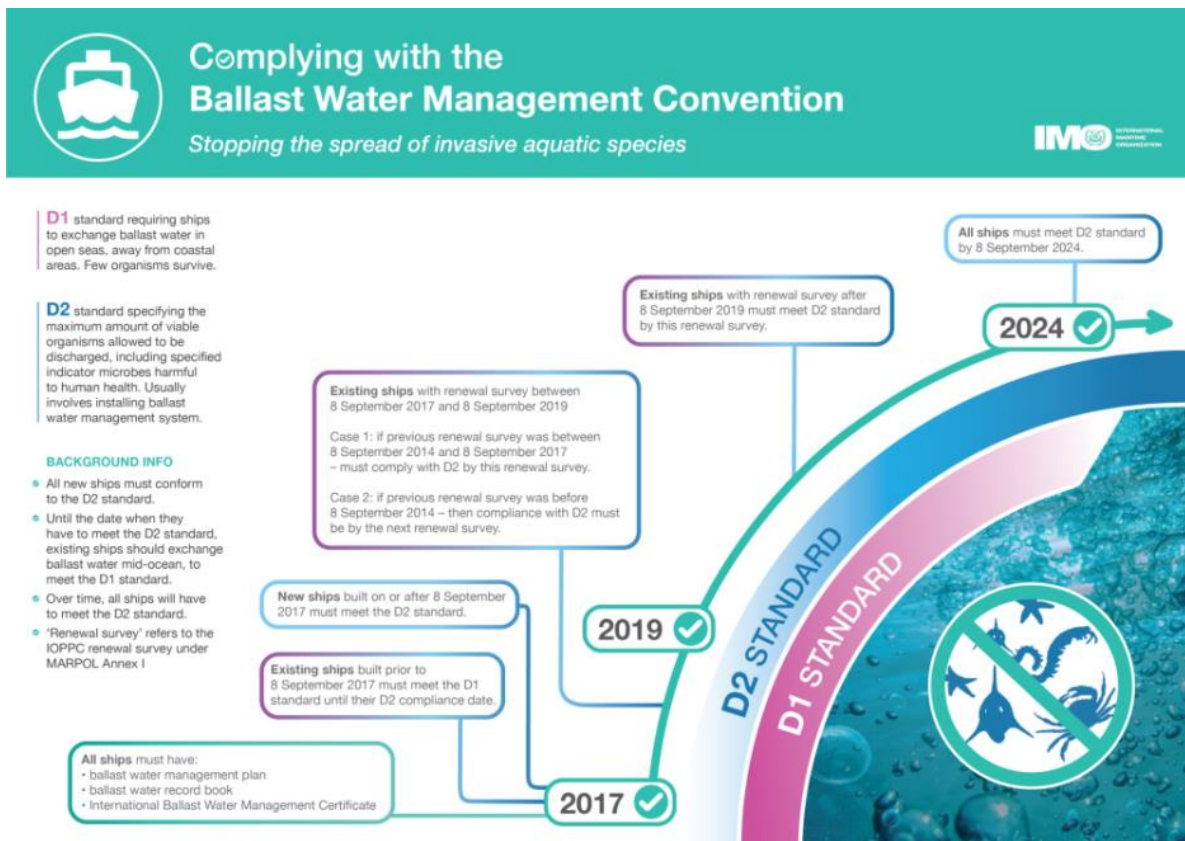 Complying with the
Ballast Water Management Convention
Stopping the spread of invasive aquatic species
IMO
INTERNATIONAL
MARITIME
ORGANIZATION
D1 standard requiring ships
to exchange ballast water in
open seas, away from coastal
areas. Few organisms survive.
D2 standard specifying the
maximum amount of viable
organisms allowed to be
discharged, including specified
indicator microbes harmful
to human health. Usually
involves installing ballast
water management system.
BACKGROUND INFO
All new ships must conform
to the D2 standard.
Until the date when they
have to meet the D2 standard,
existing ships should exchange
ballast water mid-ocean, to
meet the D1 standard.
Over time, all ships will have
to meet the D2 standard.
‘Renewal survey’ refers to the
IOPPC renewal survey under
MARPOL Annex I
All ships must meet D2 standard
by 8 September 2024.
Existing ships with renewal survey after
8 September 2019 must meet D2 standard
by this renewal survey.
2024
Existing ships with renewal survey between
8 September 2017 and 8 September 2019
Case 1: if previous renewal survey was between
8 September 2014 and 8 September 2017
– must comply with D2 by this renewal survey.
Case 2: if previous renewal survey was before
8 September 2014 – then compliance with D2 must
be by the next renewal survey.
New ships built on or after 8 September
2017 must meet the D2 standard.
2019
Existing ships built prior to
8 September 2017 must meet the D1
standard until their D2 compliance date.
All ships must have:
• ballast water management plan
• ballast water record book
• International Ballast Water Management Certificate
2017
D2 STANDARD
D1 STANDARD